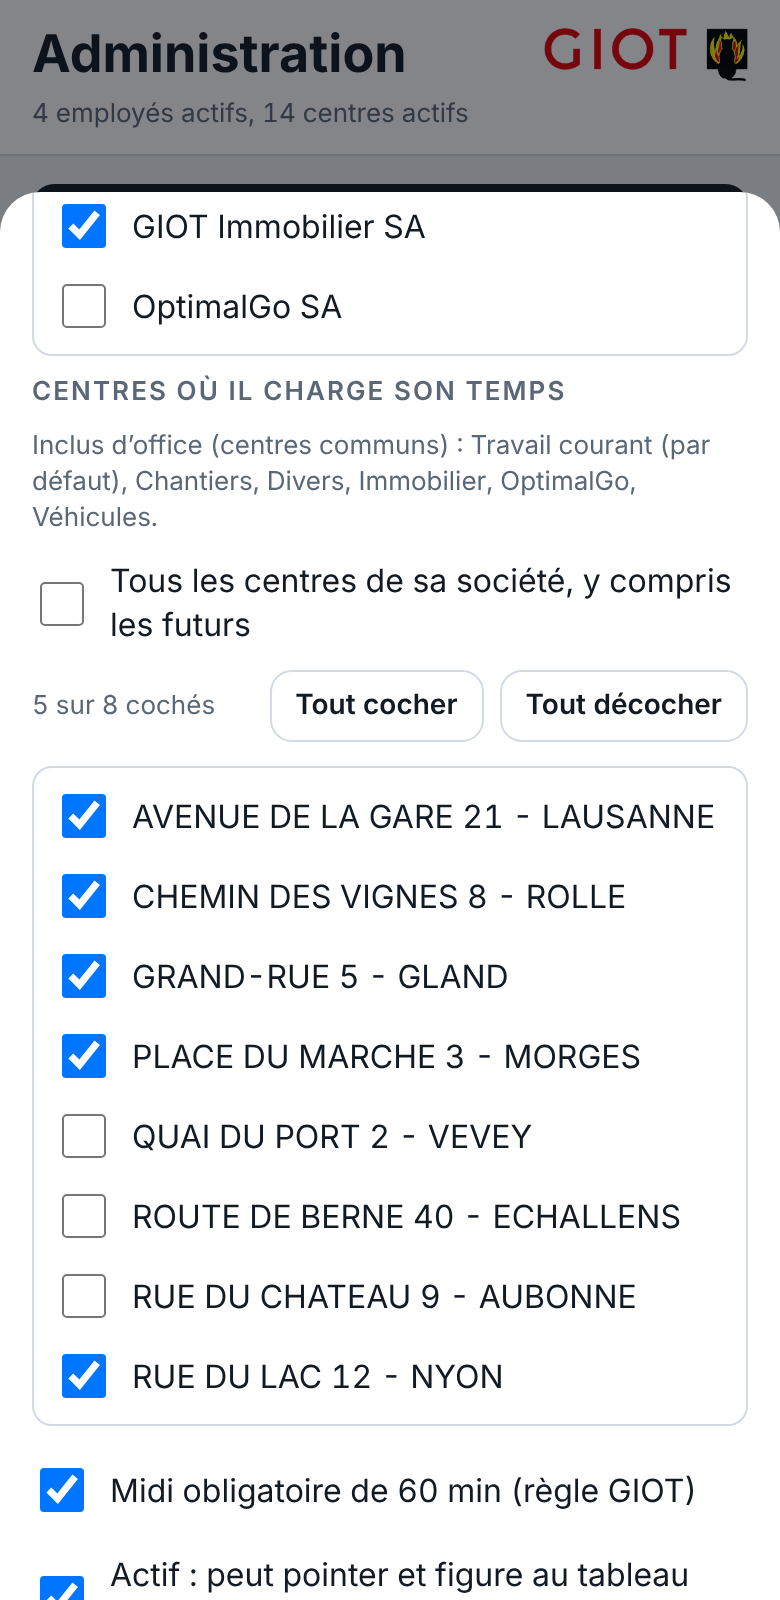 Administration
GIOT
4 employés actifs, 14 centres actifs
GIOT Immobilier SA
OptimalGo SA
CENTRES OÙ IL CHARGE SON TEMPS
Inclus d’office (centres communs) : Travail courant (par
défaut), Chantiers, Divers, Immobilier, OptimalGo,
Véhicules.
Tous les centres de sa société, y compris
les futurs
5 sur 8 cochés
Tout cocher
Tout décocher
AVENUE DE LA GARE 21 - LAUSANNE
CHEMIN DES VIGNES 8 - ROLLE
GRAND-RUE 5 - GLAND
PLACE DU MARCHE 3 - MORGES
QUAI DU PORT 2 - VEVEY
ROUTE DE BERNE 40 - ECHALLENS
RUE DU CHATEAU 9 - AUBONNE
RUE DU LAC 12 - NYON
Midi obligatoire de 60 min (règle GIOT)
Actif : peut pointer et figure au tableau